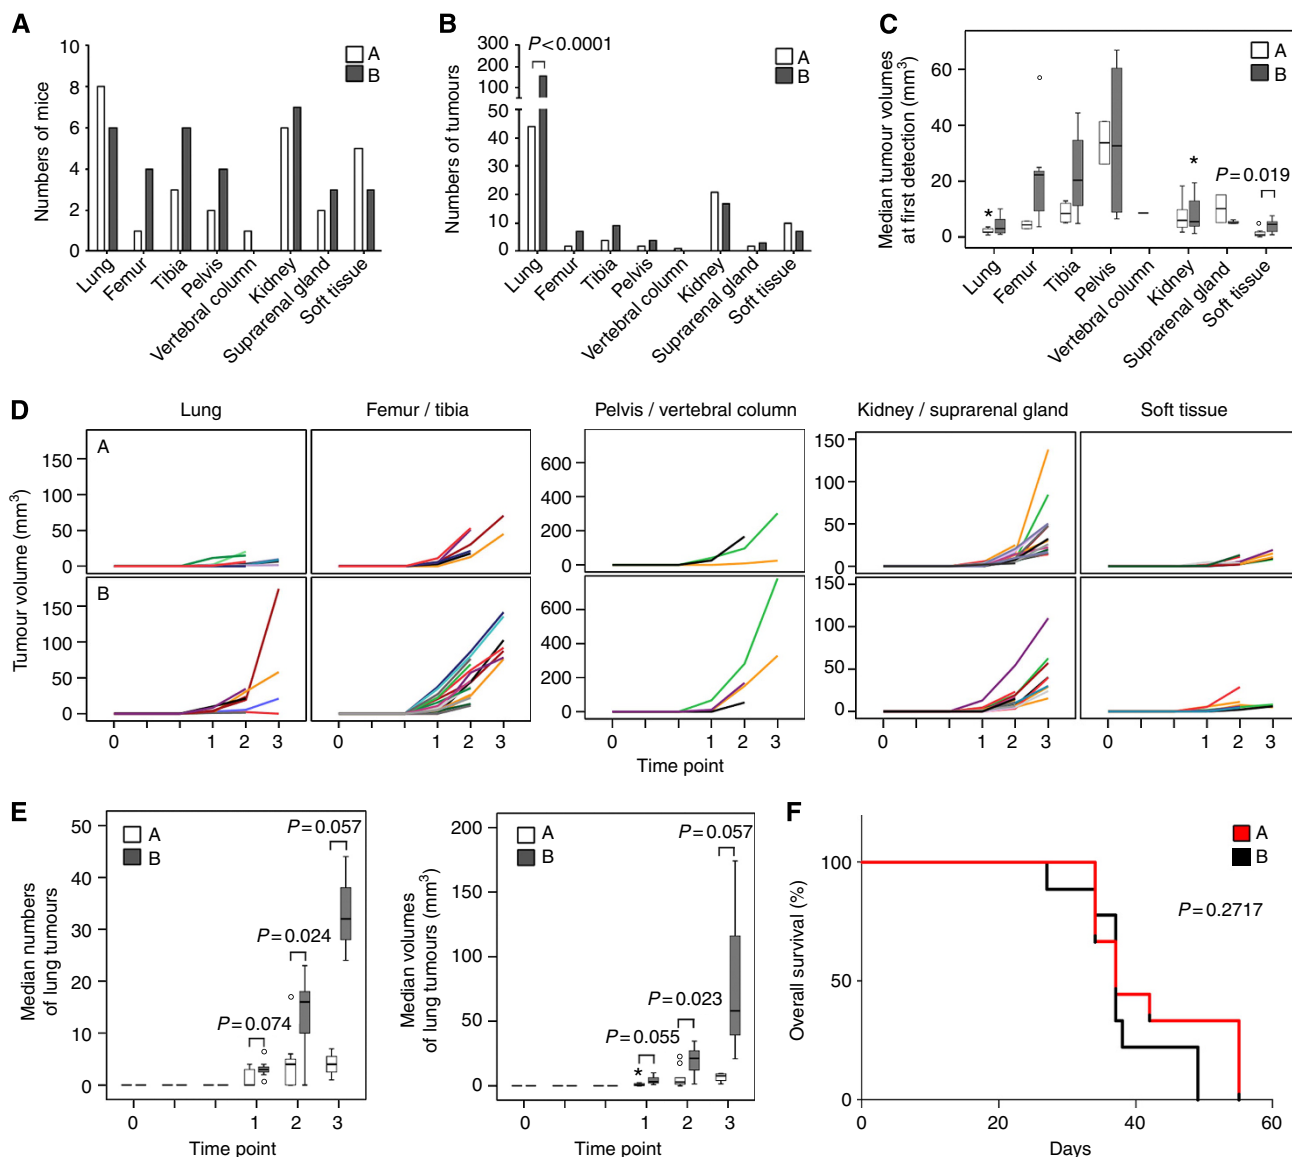 A
Numbers of mice
10
8
6
4
2
0
A
B
Lung
Femur
Tibia
Pelvis
Vertebral column
Kidney
Suprarenal gland
Soft tissue
B
Numbers of tumours
300
200
100
50
40
30
20
10
0
P<0.0001
A
B
Lung
Femur
Tibia
Pelvis
Vertebral column
Kidney
Suprarenal gland
Soft tissue
C
Median tumour volumes
at first detection (mm³)
60
40
20
0
A
B
*
*
P=0.019
Lung
Femur
Tibia
Pelvis
Vertebral column
Kidney
Suprarenal gland
Soft tissue
D
Lung
Femur / tibia
Pelvis / vertebral column
Kidney / suprarenal gland
Soft tissue
Tumour volume (mm³)
A
150
100
50
0
600
400
200
0
150
100
50
0
B
150
100
50
0
600
400
200
0
150
100
50
0
0 1 2 3
0 1 2 3
0 1 2 3
0 1 2 3
0 1 2 3
Time point
E
Median numbers
of lung tumours
50
40
30
20
10
0
A
B
P=0.057
P=0.024
P=0.074
0 1 2 3
Time point
Median volumes
of lung tumours (mm³)
200
150
100
50
0
A
B
P=0.057
P=0.023
P=0.055
*
0 1 2 3
Time point
F
Overall survival (%)
100
50
0
A
B
P=0.2717
0 20 40 60
Days